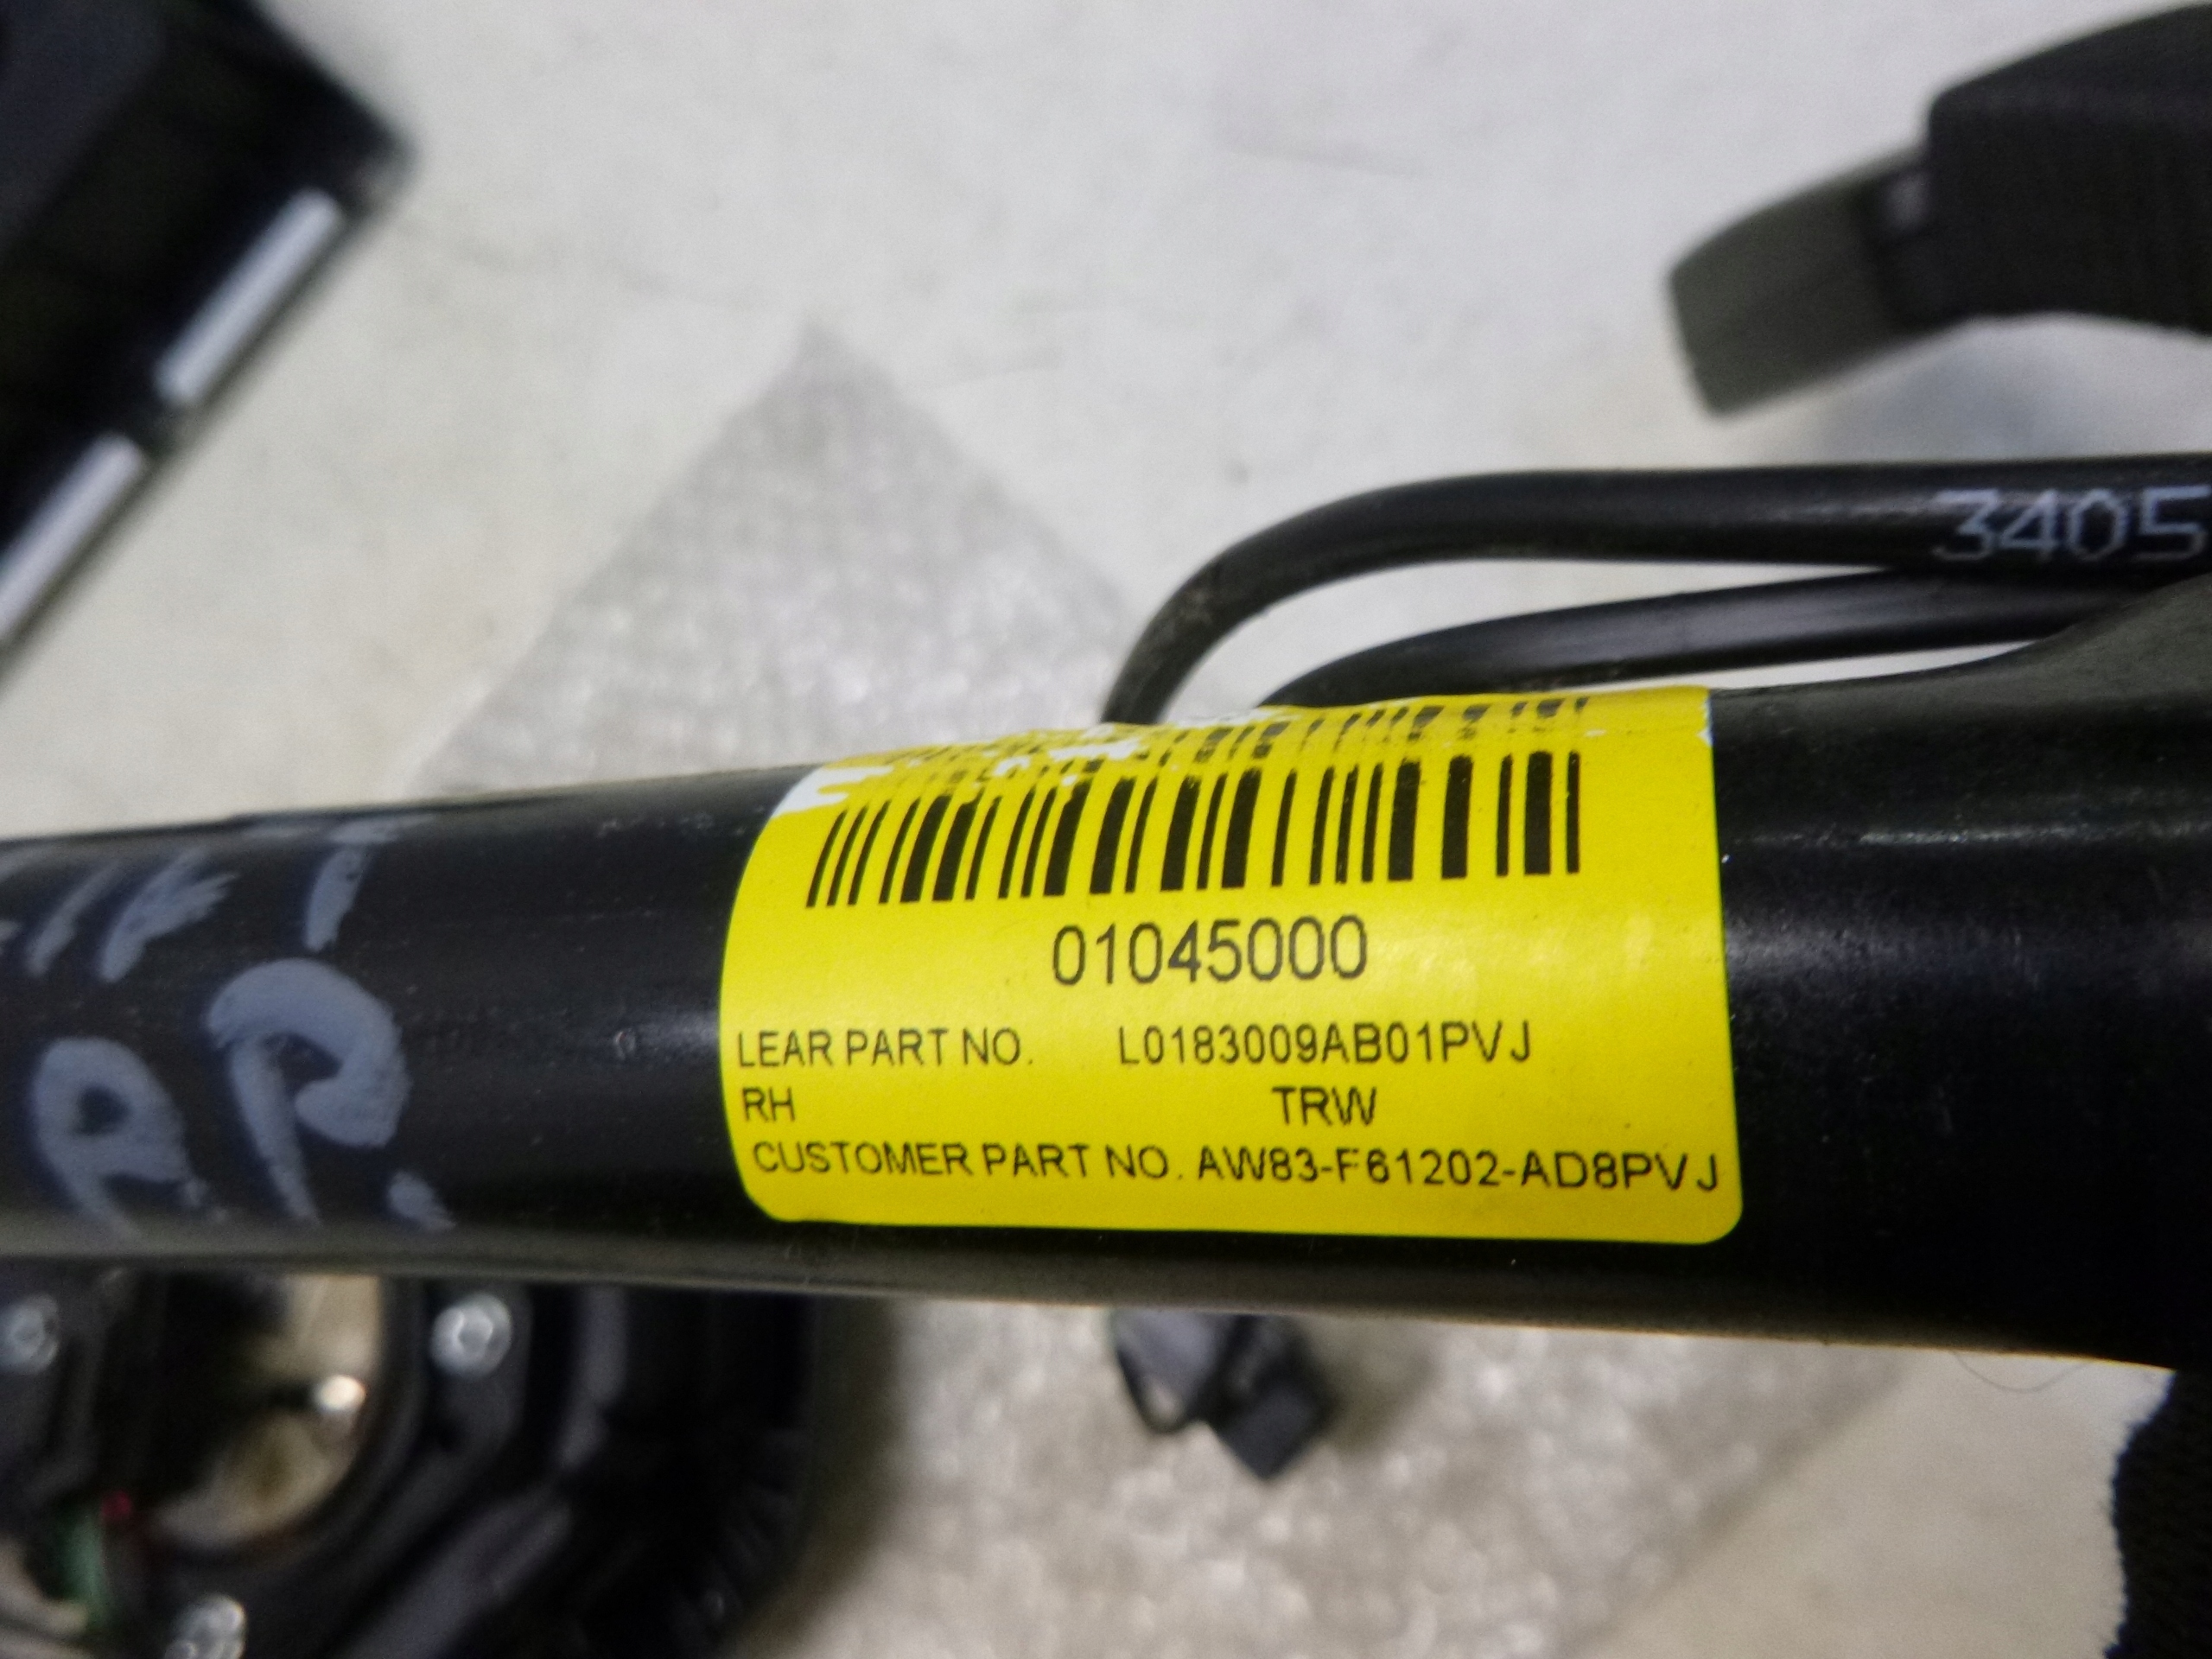 3405
01045000
LEAR PART NO. L0183009AB01PVJ
RH TRW
CUSTOMER PART NO. AW83-F61202-AD8PVJ